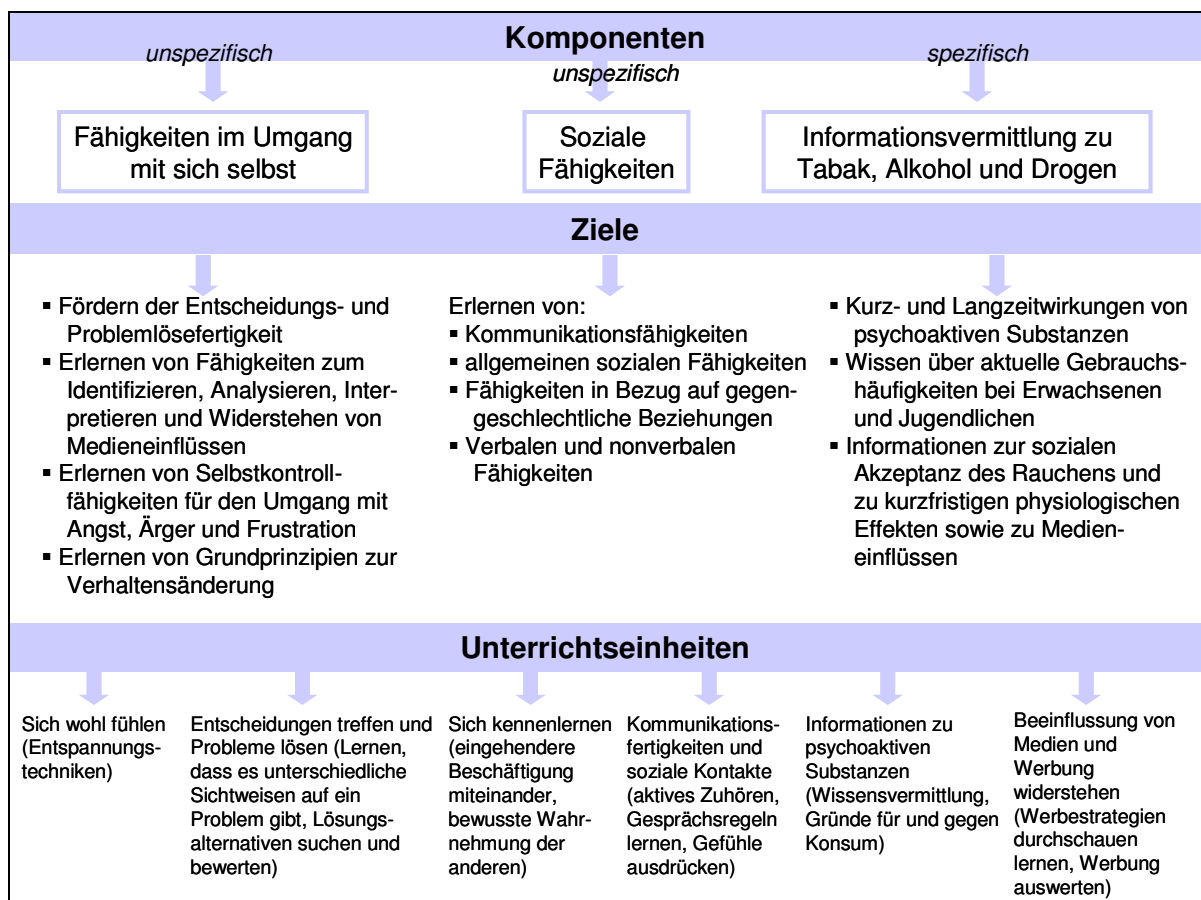 Komponenten
unspezifisch
unspezifisch
spezifisch
Fähigkeiten im Umgang
mit sich selbst
Soziale
Fähigkeiten
Informationsvermittlung zu
Tabak, Alkohol und Drogen
Ziele
▪ Fördern der Entscheidungs- und
Problemlösefertigkeit
▪ Erlernen von Fähigkeiten zum
Identifizieren, Analysieren, Inter-
pretieren und Widerstehen von
Medieneinflüssen
▪ Erlernen von Selbstkontroll-
fähigkeiten für den Umgang mit
Angst, Ärger und Frustration
▪ Erlernen von Grundprinzipien zur
Verhaltensänderung
Erlernen von:
▪ Kommunikationsfähigkeiten
▪ allgemeinen sozialen Fähigkeiten
▪ Fähigkeiten in Bezug auf gegen-
geschlechtliche Beziehungen
▪ Verbalen und nonverbalen
Fähigkeiten
▪ Kurz- und Langzeitwirkungen von
psychoaktiven Substanzen
▪ Wissen über aktuelle Gebrauchs-
häufigkeiten bei Erwachsenen
und Jugendlichen
▪ Informationen zur sozialen
Akzeptanz des Rauchens und
zu kurzfristigen physiologischen
Effekten sowie zu Medien-
einflüssen
Unterrichtseinheiten
Sich wohl fühlen
(Entspannungs-
techniken)
Entscheidungen treffen und
Probleme lösen (Lernen,
dass es unterschiedliche
Sichtweisen auf ein
Problem gibt, Lösungs-
alternativen suchen und
bewerten)
Sich kennenlernen
(eingehendere
Beschäftigung
miteinander,
bewusste Wahr-
nehmung der
anderen)
Kommunikations-
fertigkeiten und
soziale Kontakte
(aktives Zuhören,
Gesprächsregeln
lernen, Gefühle
ausdrücken)
Informationen zu
psychoaktiven
Substanzen
(Wissensvermittlung,
Gründe für und gegen
Konsum)
Beeinflussung von
Medien und
Werbung
widerstehen
(Werbestrategien
durchschauen
lernen, Werbung
auswerten)